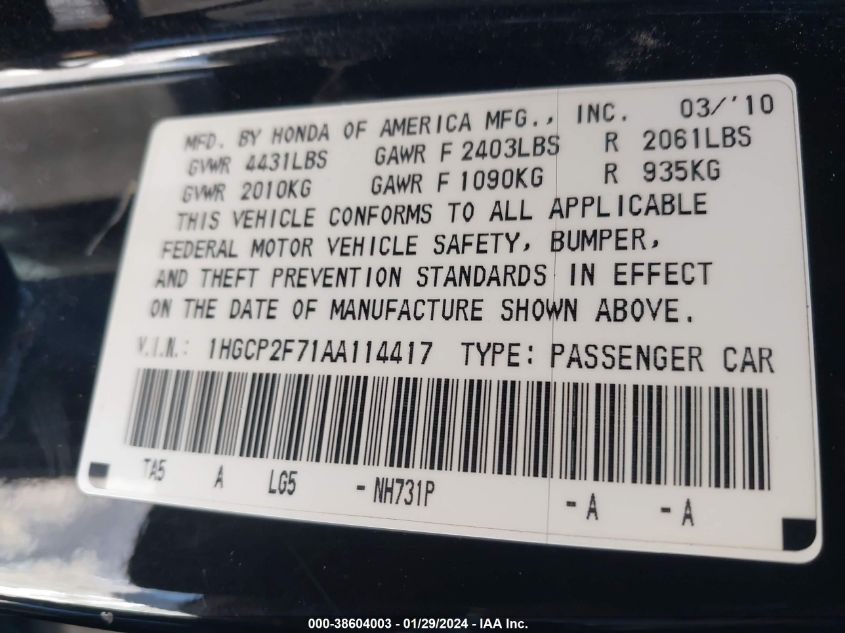 MFD. BY HONDA OF AMERICA MFG., INC. 03/'10
GVWR 4431LBS GAWR F 2403LBS R 2061LBS
GVWR 2010KG GAWR F 1090KG R 935KG
THIS VEHICLE CONFORMS TO ALL APPLICABLE
FEDERAL MOTOR VEHICLE SAFETY, BUMPER,
AND THEFT PREVENTION STANDARDS IN EFFECT
ON THE DATE OF MANUFACTURE SHOWN ABOVE.
V.I.N.: 1HGCP2F71AA114417 TYPE: PASSENGER CAR
TA5 A LG5 - NH731P - A - A
000-38604003 - 01/29/2024 - IAAI Inc.